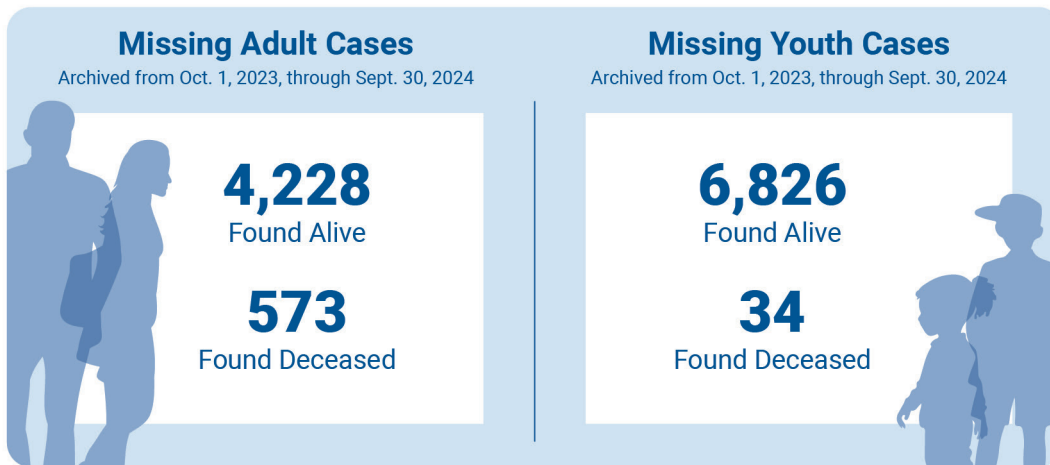 Missing Adult Cases
Archived from Oct. 1, 2023, through Sept. 30, 2024
4,228
Found Alive
573
Found Deceased
Missing Youth Cases
Archived from Oct. 1, 2023, through Sept. 30, 2024
6,826
Found Alive
34
Found Deceased